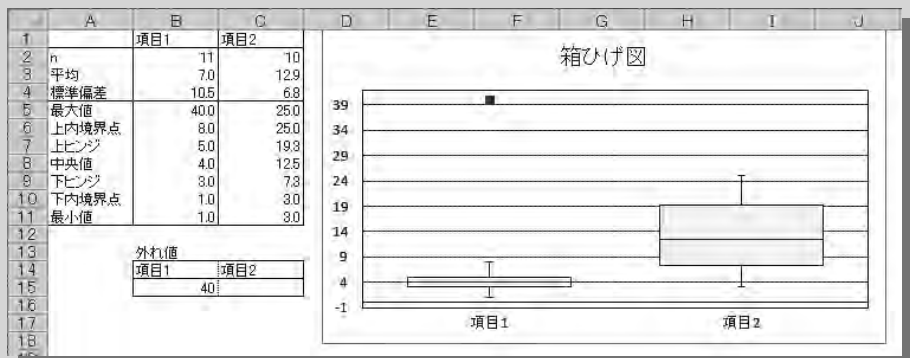 A B C D E F G H I J
1 項目1 項目2
2 n 11 10
3 平均 7.0 12.9
4 標準偏差 10.5 6.8
5 最大値 40.0 25.0
6 上内境界点 8.0 25.0
7 上ヒンジ 5.0 19.3
8 中央値 4.0 12.5
9 下ヒンジ 3.0 7.3
10 下内境界点 1.0 3.0
11 最小値 1.0 3.0
12
13 外れ値
14 項目1 項目2
15 40
16
17
18
箱ひげ図
39
34
29
24
19
14
9
4
-1
項目1 項目2